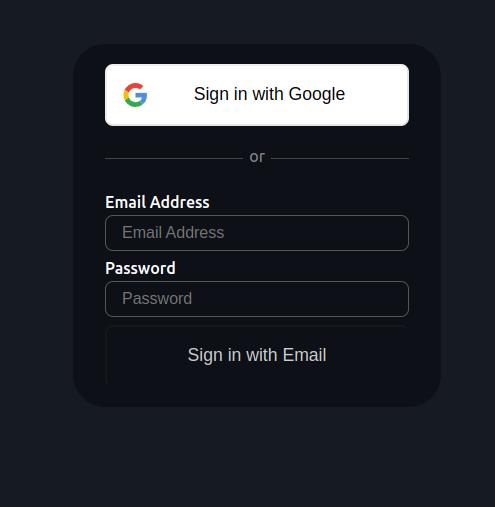 Sign in with Google
or
Email Address
Email Address
Password
Password
Sign in with Email